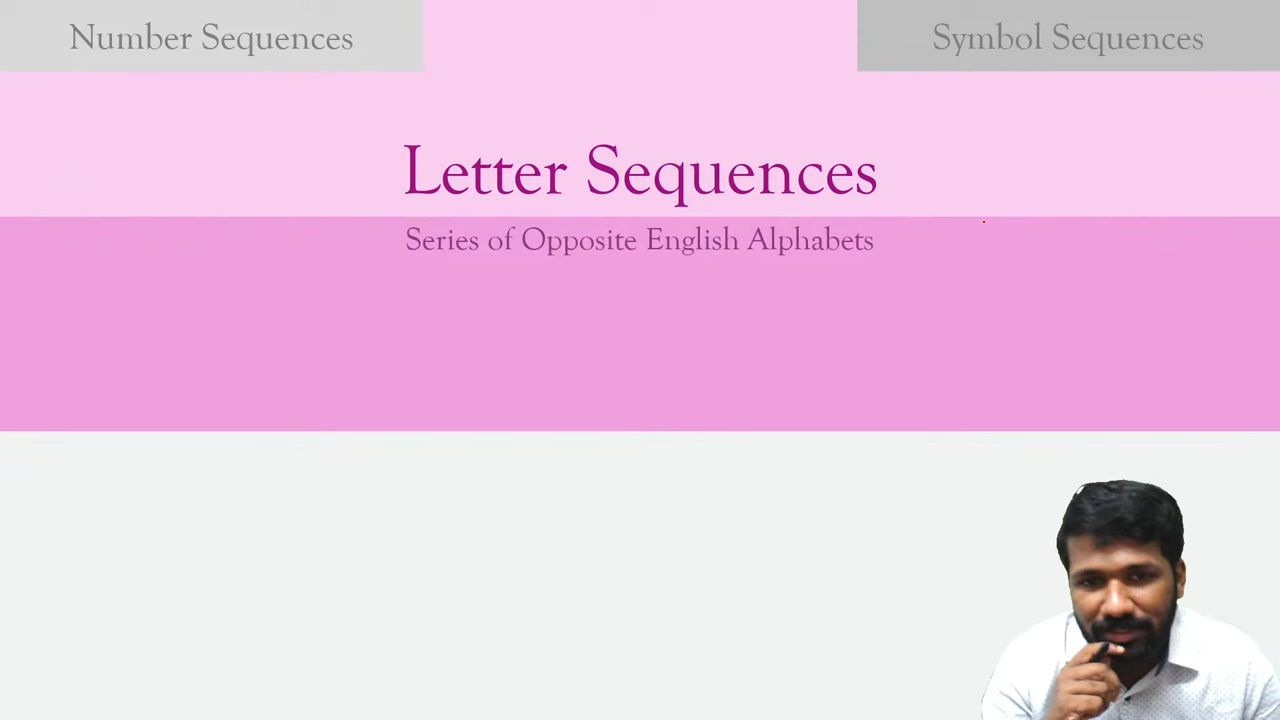 Number Sequences
Symbol Sequences
Letter Sequences
Series of Opposite English Alphabets